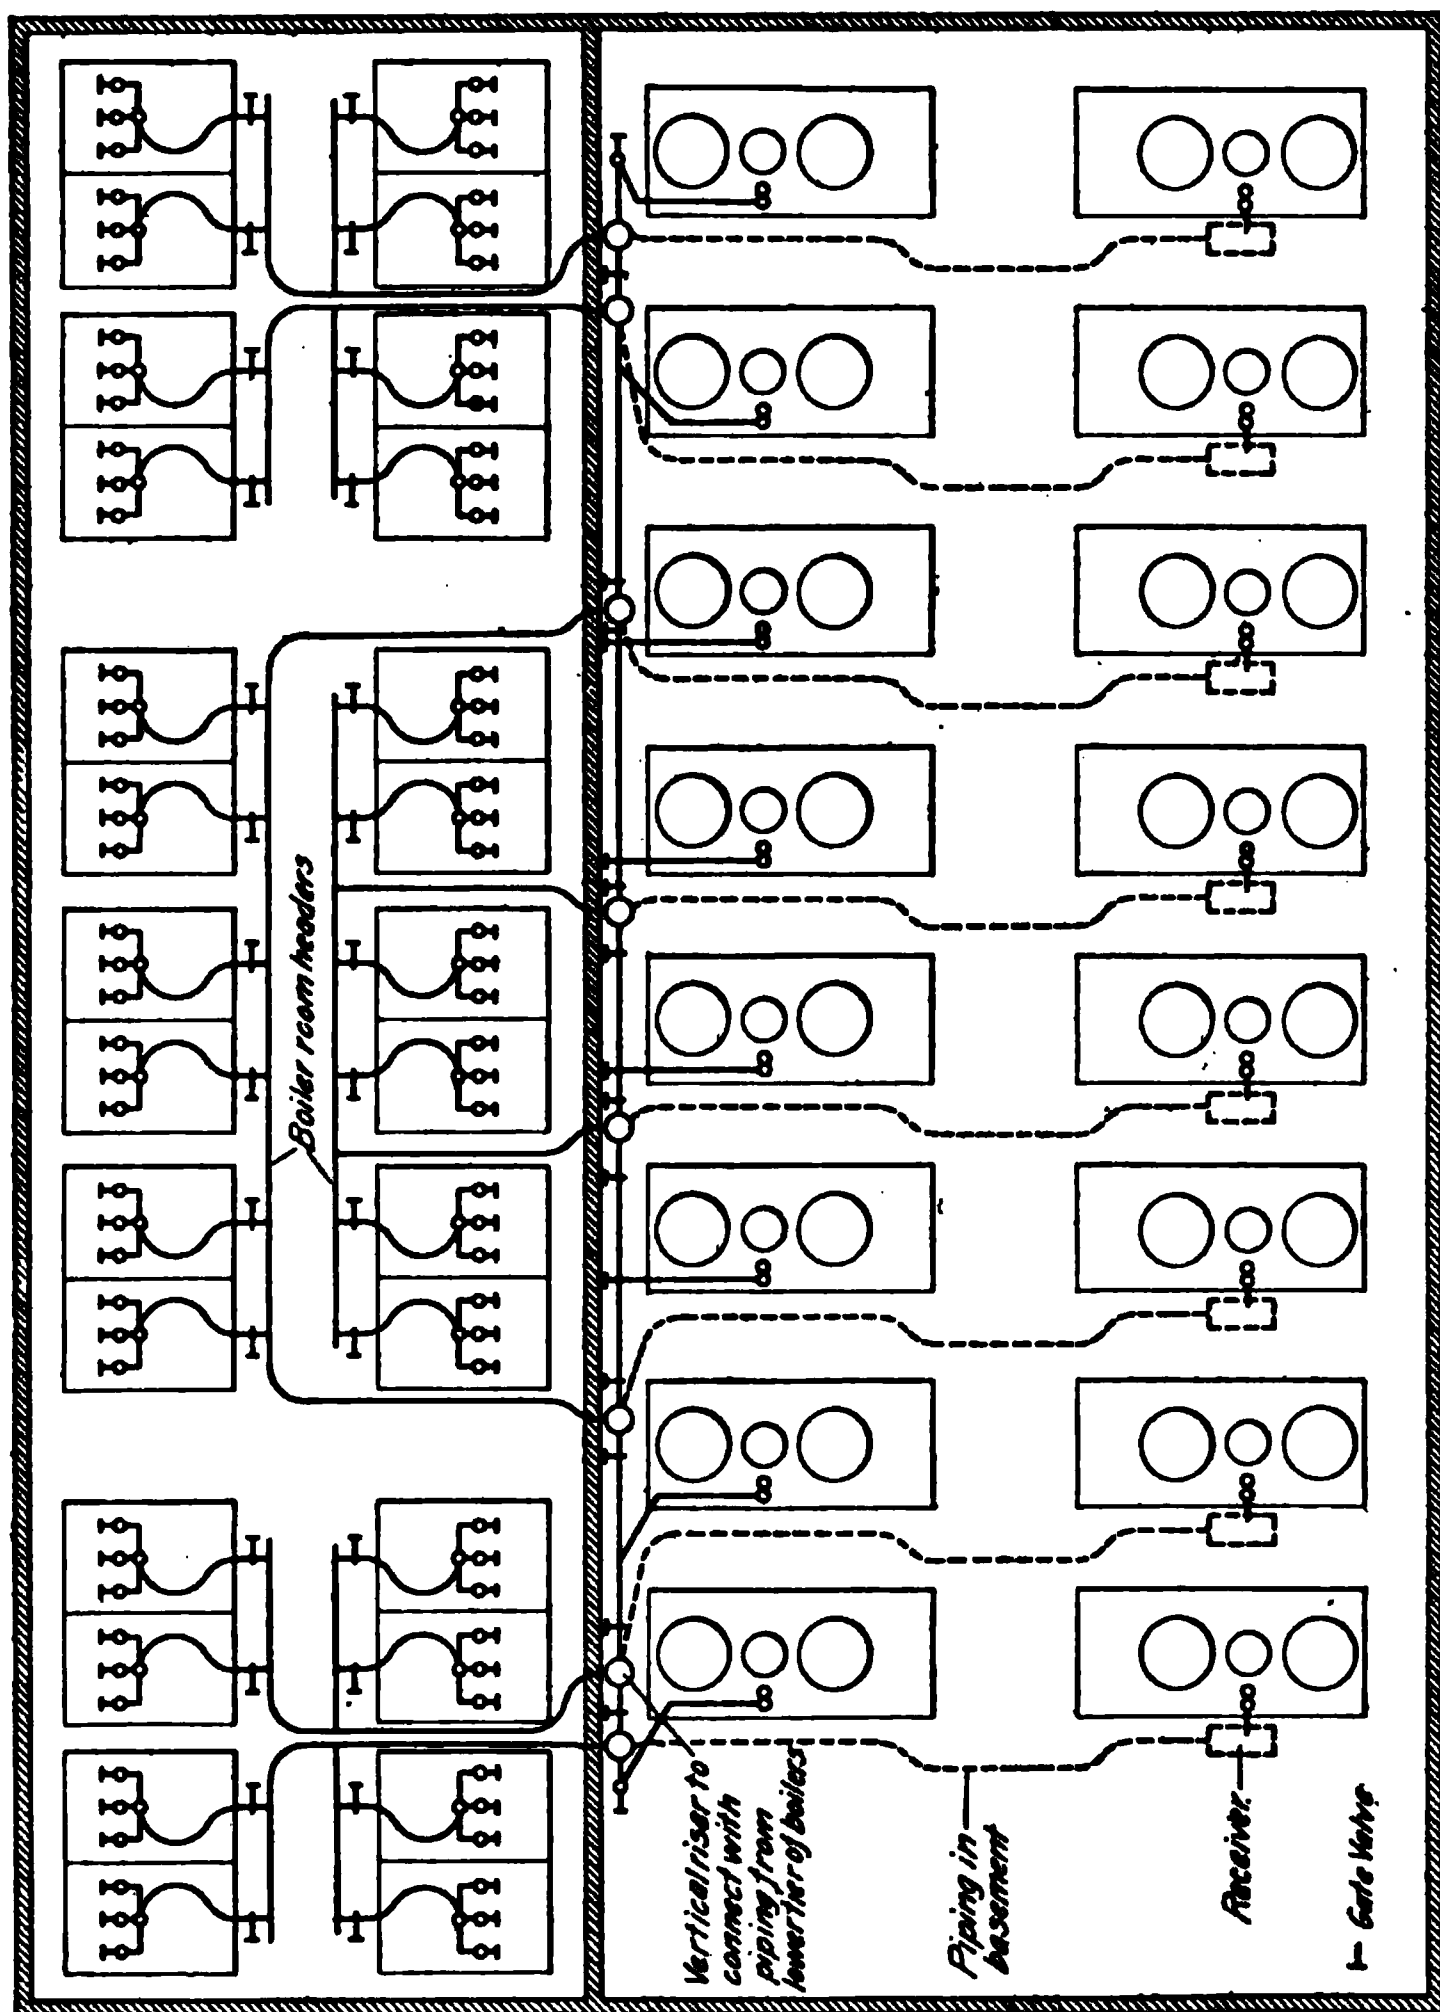 Boiler room headers
Vertical riser to
connect with
piping from
lower tier of boilers
Piping in
basement
Receiver
Gate Valve